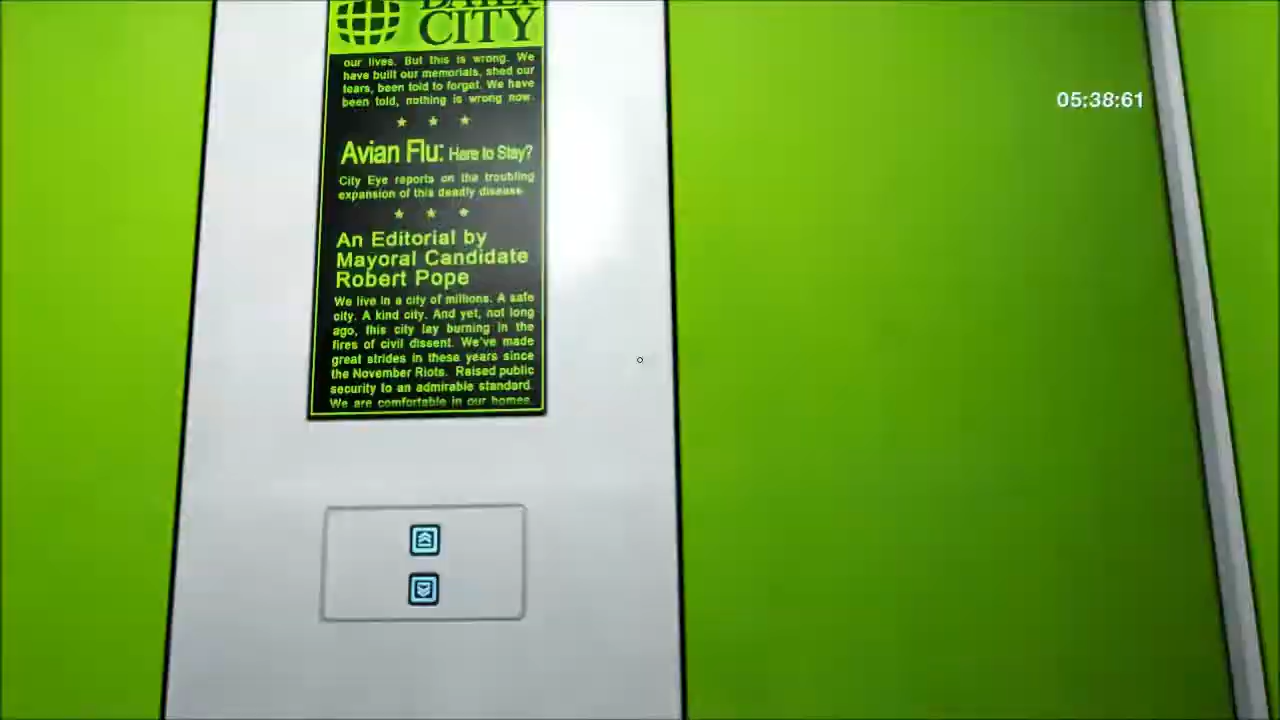 DAILY
CITY
05:38:61
our lives. But this is wrong. We
have built our memorials, shed our
tears, been told to forget. We have
been told, nothing is wrong now.
Avian Flu: Here to Stay?
City Eye reports on the troubling
expansion of this deadly disease.
An Editorial by
Mayoral Candidate
Robert Pope
We live in a city of millions. A safe
city. A kind city. And yet, not long
ago, this city lay burning in the
fires of civil dissent. We've made
great strides in these years since
the November Riots. Raised public
security to an admirable standard.
We are comfortable in our homes,